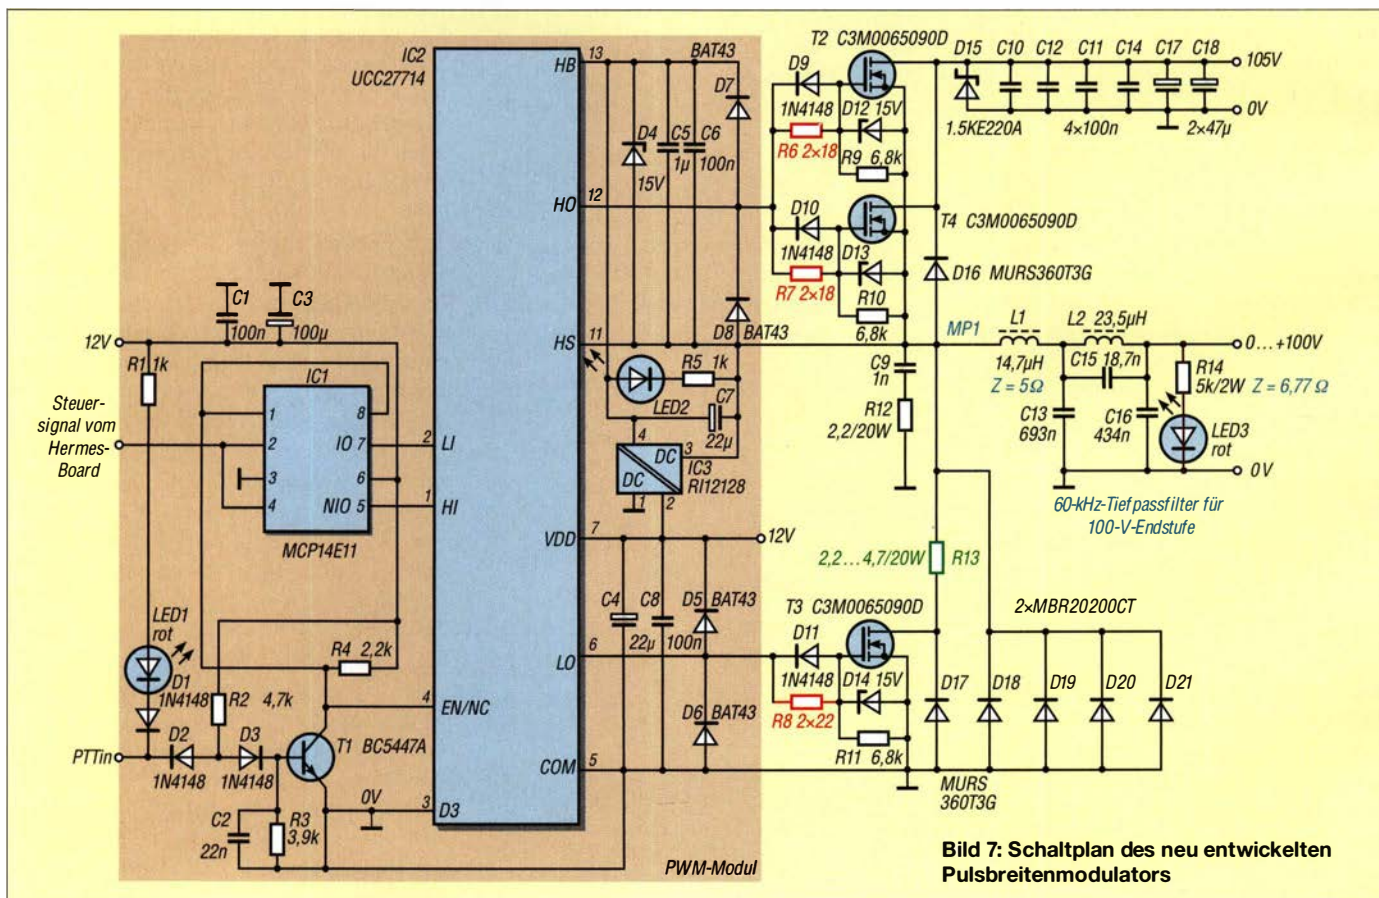 IC2
UCC27714
HB
13
BAT43
D7
D4
15V
C5
1µ
C6
100n
12
HO
D9
1N4148
R6 2×18
T2 C3M0065090D
D12 15V
R9 6,8k
D15
C10
C12
C11
C14
C17
C18
105V
0V
1.5KE220A
4×100n
2×47µ
D10
1N4148
R7 2×18
D13
R10
6,8k
T4 C3M0065090D
D16 MURS360T3G
D8 BAT43
C1
100n
C3
100µ
12V
R1 1k
IC1
1
2
3
4
8
IO 7
6
NIO 5
MCP14E11
Steuer-
signal vom
Hermes-
Board
2
LI
1
HI
HS
11
R5 1k
LED2
C7
22µ
4
DC
DC
3
IC3
RI12128
1
2
C9
1n
R12
2,2/20W
MP1
L1
14,7µH
Z = 5Ω
L2 23,5µH
C15 18,7n
C13
693n
C16
434n
R14
5k/2W
Z = 6,77 Ω
LED3
rot
0...+100V
0V
60-kHz-Tiefpassfilter für
100-V-Endstufe
VDD
7
12V
C4
22µ
C8
100n
D5
BAT43
6
LO
D6 BAT43
2,2...4,7/20W
R13
T3 C3M0065090D
D11
1N4148
R8 2×22
D14 15V
R11 6,8k
2×MBR20200CT
D17
D18
D19
D20
D21
MURS
360T3G
LED1
rot
D1
1N4148
R2 4,7k
R4 2,2k
4
EN/NC
T1 BC5447A
PTTin
D2
1N4148
D3
1N4148
C2
22n
R3
3,9k
0V
3
D3
COM
5
PWM-Modul
Bild 7: Schaltplan des neu entwickelten
Pulsbreitenmodulators